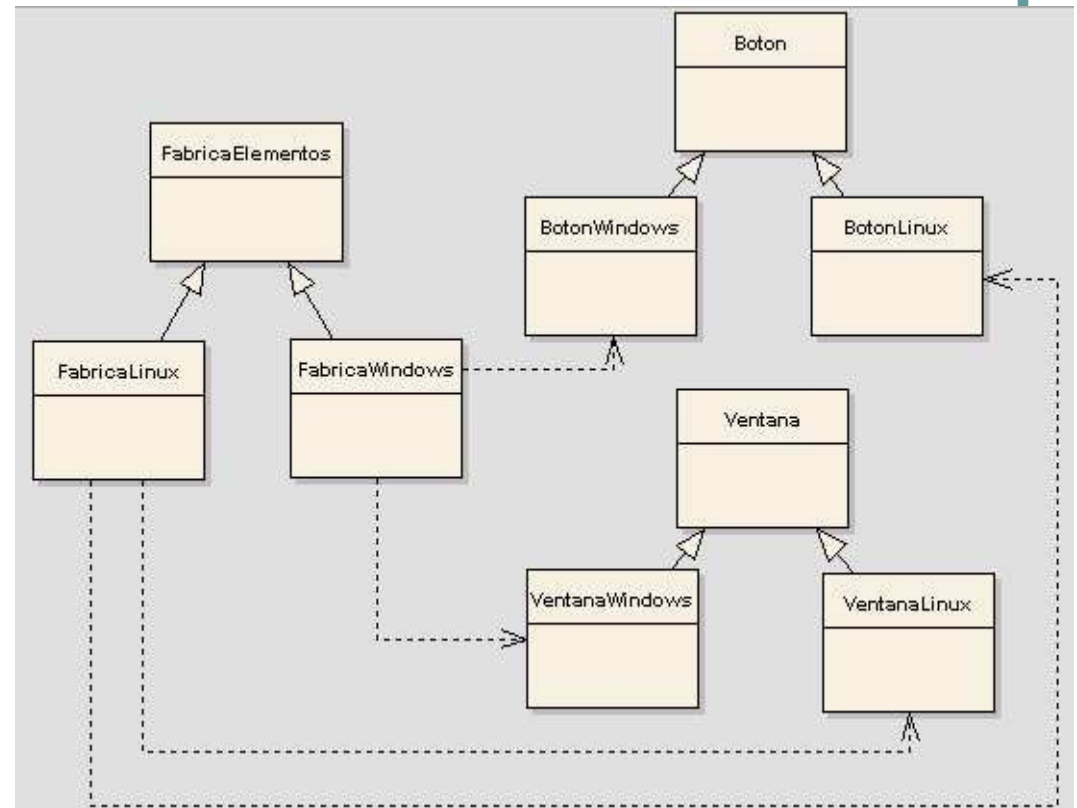 Boton
FabricaElementos
BotonWindows
BotonLinux
FabricaLinux
FabricaWindows
Ventana
VentanaWindows
VentanaLinux